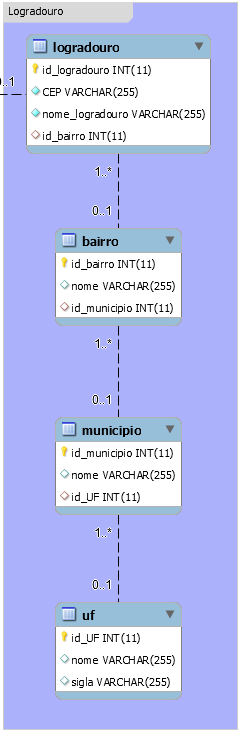 Logradouro
logradouro
id_logradouro INT(11)
0..1
CEP VARCHAR(255)
nome_logradouro VARCHAR(255)
id_bairro INT(11)
1..*
0..1
bairro
id_bairro INT(11)
nome VARCHAR(255)
id_municipio INT(11)
1..*
0..1
municipio
id_municipio INT(11)
nome VARCHAR(255)
id_UF INT(11)
1..*
0..1
uf
id_UF INT(11)
nome VARCHAR(255)
sigla VARCHAR(255)